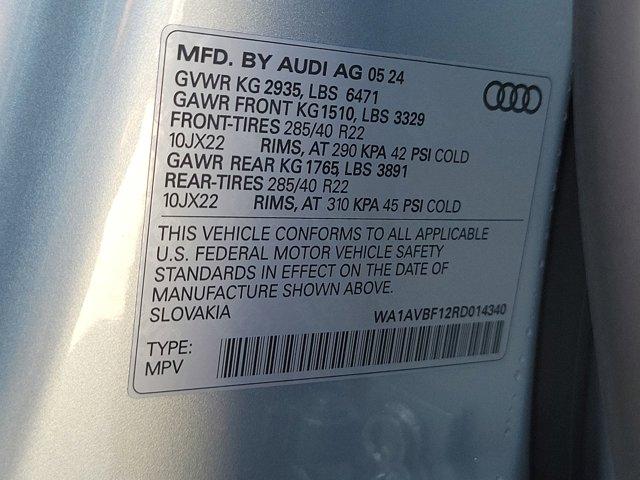 MFD. BY AUDI AG 05 24
GVWR KG 2935, LBS 6471
GAWR FRONT KG1510, LBS 3329
FRONT-TIRES 285/40 R22
10JX22 RIMS, AT 290 KPA 42 PSI COLD
GAWR REAR KG 1765, LBS 3891
REAR-TIRES 285/40 R22
10JX22 RIMS, AT 310 KPA 45 PSI COLD
THIS VEHICLE CONFORMS TO ALL APPLICABLE
U.S. FEDERAL MOTOR VEHICLE SAFETY
STANDARDS IN EFFECT ON THE DATE OF
MANUFACTURE SHOWN ABOVE.
SLOVAKIA WA1AVBF12RD014340
TYPE:
MPV